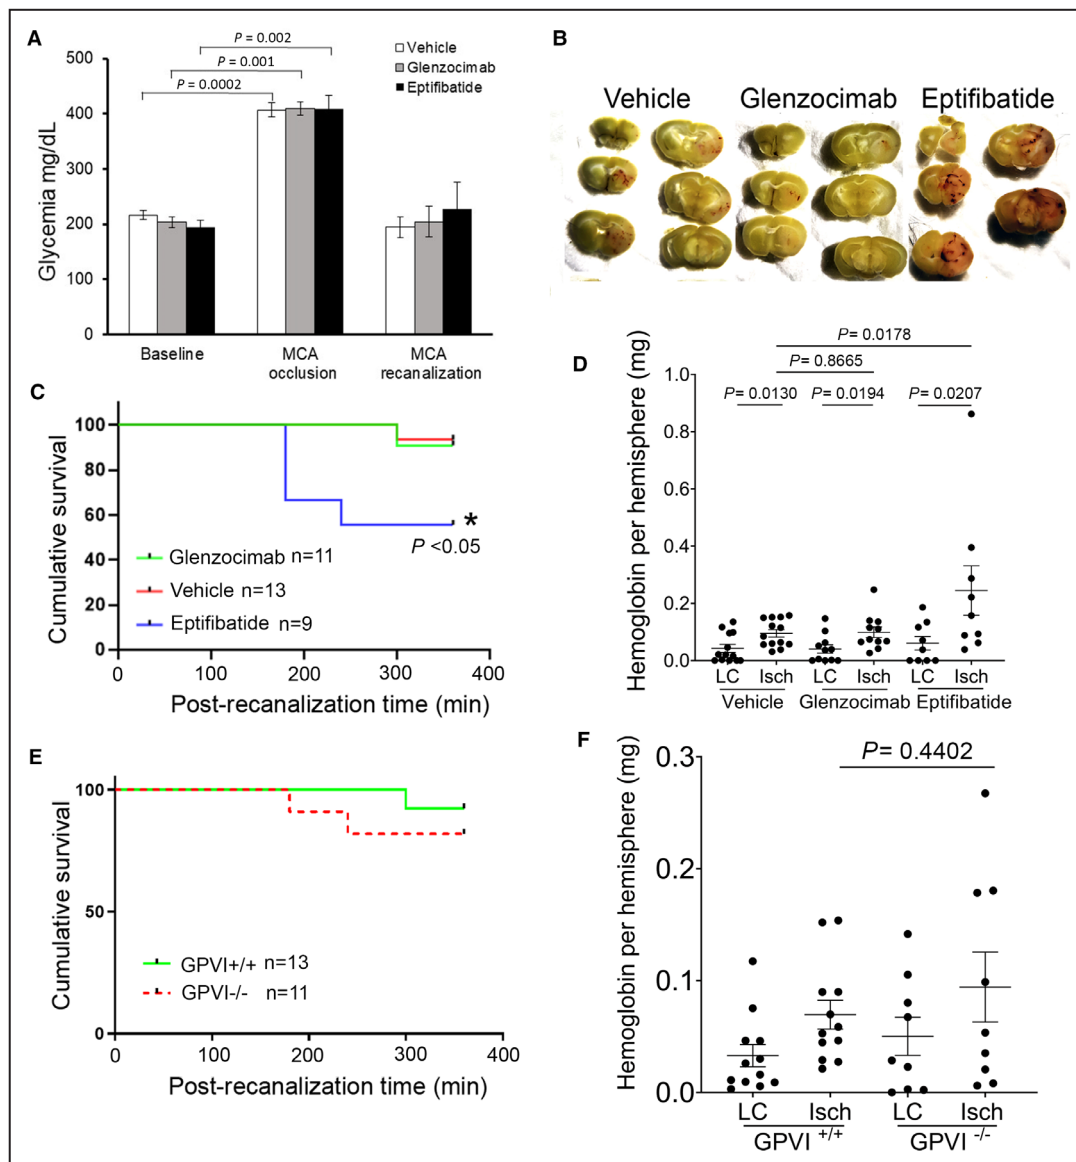 A
P = 0.002
P = 0.001
P = 0.0002
Vehicle
Glenzocimab
Eptifibatide
Glycemia mg/dL
500
400
300
200
100
0
Baseline
MCA occlusion
MCA recanalization
B
Vehicle Glenzocimab Eptifibatide
C
Cumulative survival
100
80
60
40
20
0
* 
P <0.05
Glenzocimab n=11
Vehicle n=13
Eptifibatide n=9
0 100 200 300 400
Post-recanalization time (min)
D
Hemoglobin per hemisphere (mg)
P= 0.0178
P= 0.8665
P= 0.0130 P= 0.0194 P= 0.0207
1.0
0.8
0.6
0.4
0.2
0.0
LC Isch LC Isch LC Isch
Vehicle Glenzocimab Eptifibatide
E
Cumulative survival
100
50
0
GPVI+/+ n=13
GPVI-/- n=11
0 100 200 300 400
Post-recanalization time (min)
F
Hemoglobin per hemisphere (mg)
P= 0.4402
0.3
0.2
0.1
0.0
LC Isch LC Isch
GPVI +/+ GPVI -/-